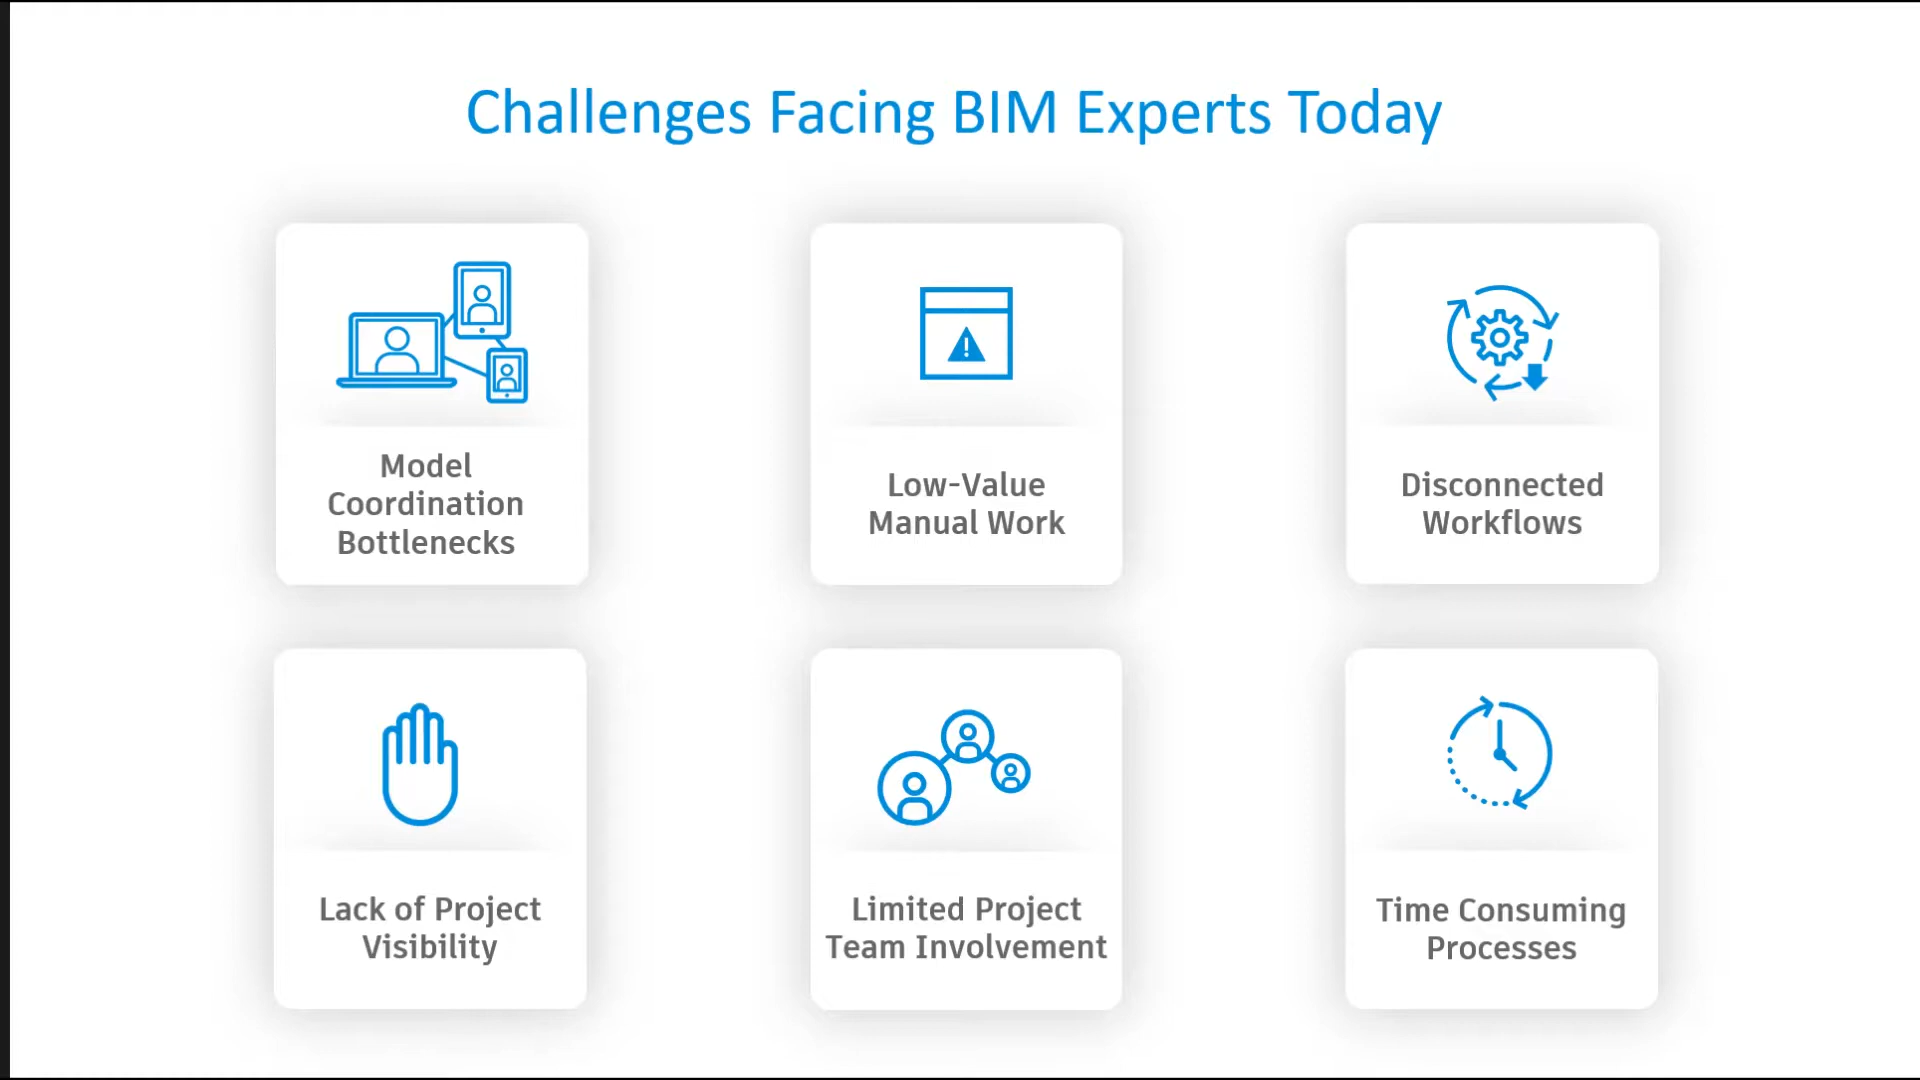 Challenges Facing BIM Experts Today
Model
Coordination
Bottlenecks
Low-Value
Manual Work
Disconnected
Workflows
Lack of Project
Visibility
Limited Project
Team Involvement
Time Consuming
Processes